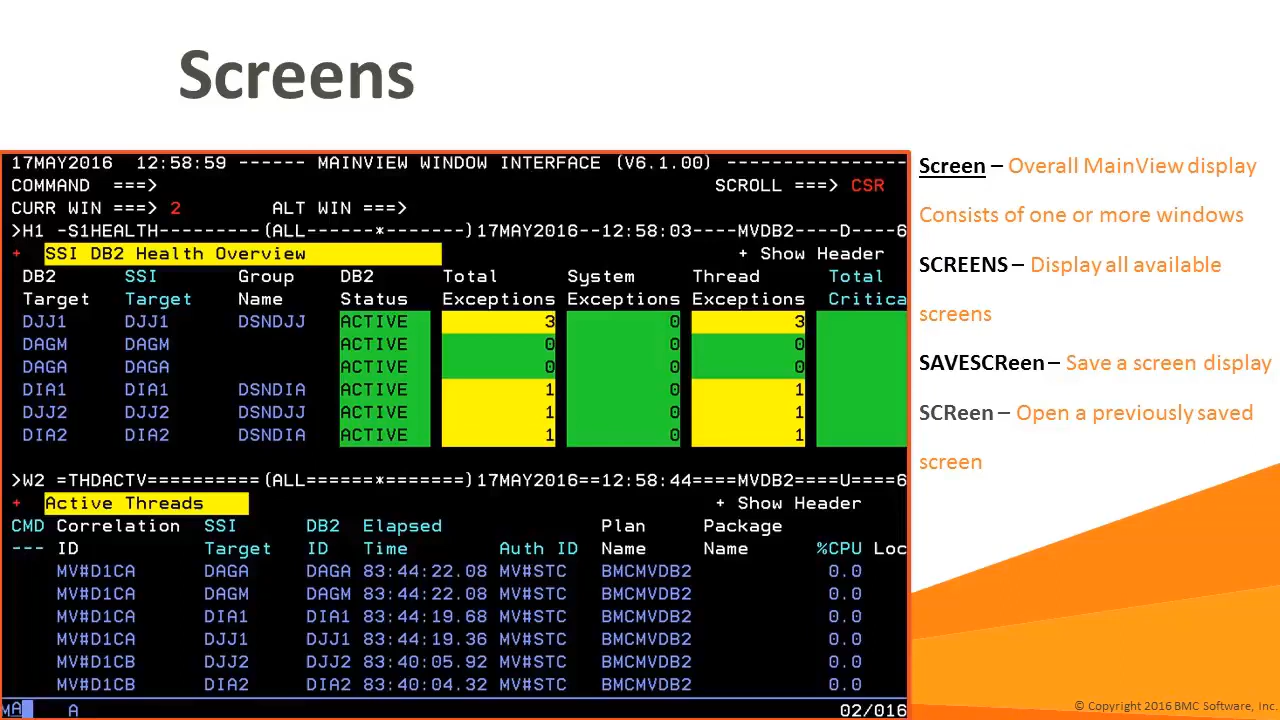 Screens
17MAY2016 12:58:59 ------ MAINVIEW WINDOW INTERFACE (V6.1.00) ----------------
COMMAND ===> SCROLL ===> CSR
CURR WIN ===> 2 ALT WIN ===>
>H1 -S1HEALTH---------(ALL------*-------)17MAY2016--12:58:03----MVDB2----D----6
+ SSI DB2 Health Overview + Show Header
DB2 SSI Group DB2 Total System Thread Total
Target Target Name Status Exceptions Exceptions Exceptions Critica
DJJ1 DJJ1 DSNDJJ ACTIVE 3 0 3
DAGM DAGM ACTIVE 0 0 0
DAGA DAGA ACTIVE 0 0 0
DIA1 DIA1 DSNDIA ACTIVE 1 0 1
DJJ2 DJJ2 DSNDJJ ACTIVE 1 0 1
DIA2 DIA2 DSNDIA ACTIVE 1 0 1
>W2 =THDACTV==========(ALL======*=======)17MAY2016--12:58:44====MVDB2====U====6
+ Active Threads + Show Header
CMD Correlation SSI DB2 Elapsed Plan Package
--- ID Target ID Time Auth ID Name Name %CPU Loc
MV#D1CA DAGA DAGA 83:44:22.08 MV#STC BMCMVDB2 0.0
MV#D1CA DAGM DAGM 83:44:22.08 MV#STC BMCMVDB2 0.0
MV#D1CA DIA1 DIA1 83:44:19.68 MV#STC BMCMVDB2 0.0
MV#D1CA DJJ1 DJJ1 83:44:19.36 MV#STC BMCMVDB2 0.0
MV#D1CB DJJ2 DJJ2 83:40:05.92 MV#STC BMCMVDB2 0.0
MV#D1CB DIA2 DIA2 83:40:04.32 MV#STC BMCMVDB2 0.0
MA A 02/016
Screen – Overall MainView display
Consists of one or more windows
SCREENS – Display all available
screens
SAVESCReen – Save a screen display
SCReen – Open a previously saved
screen
© Copyright 2016 BMC Software, Inc.